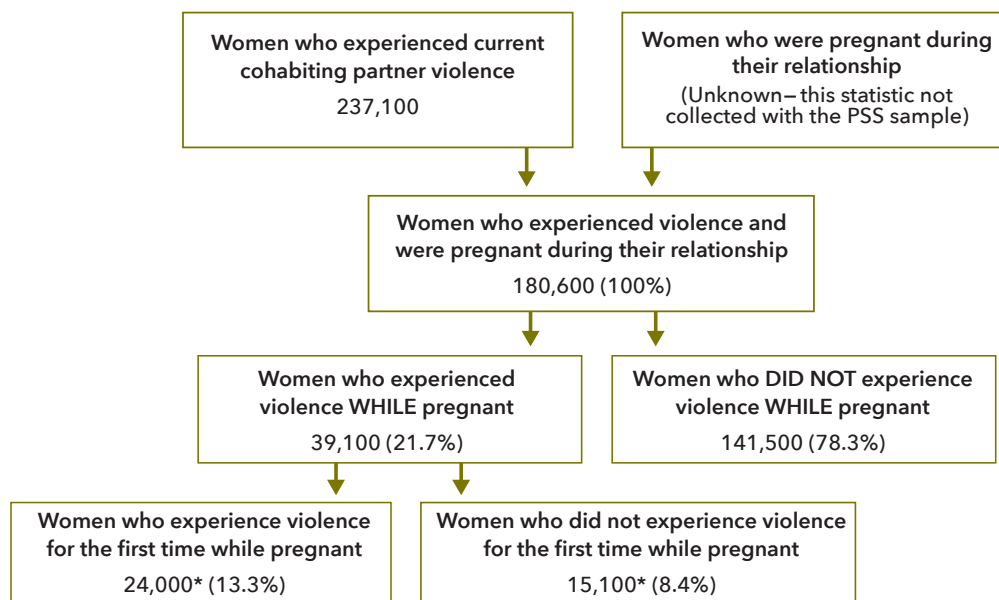 Women who experienced current
cohabiting partner violence
237,100
Women who were pregnant during
their relationship
(Unknown–this statistic not
collected with the PSS sample)
Women who experienced violence and
were pregnant during their relationship
180,600 (100%)
Women who experienced
violence WHILE pregnant
39,100 (21.7%)
Women who DID NOT experience
violence WHILE pregnant
141,500 (78.3%)
Women who experience violence
for the first time while pregnant
24,000* (13.3%)
Women who did not experience violence
for the first time while pregnant
15,100* (8.4%)